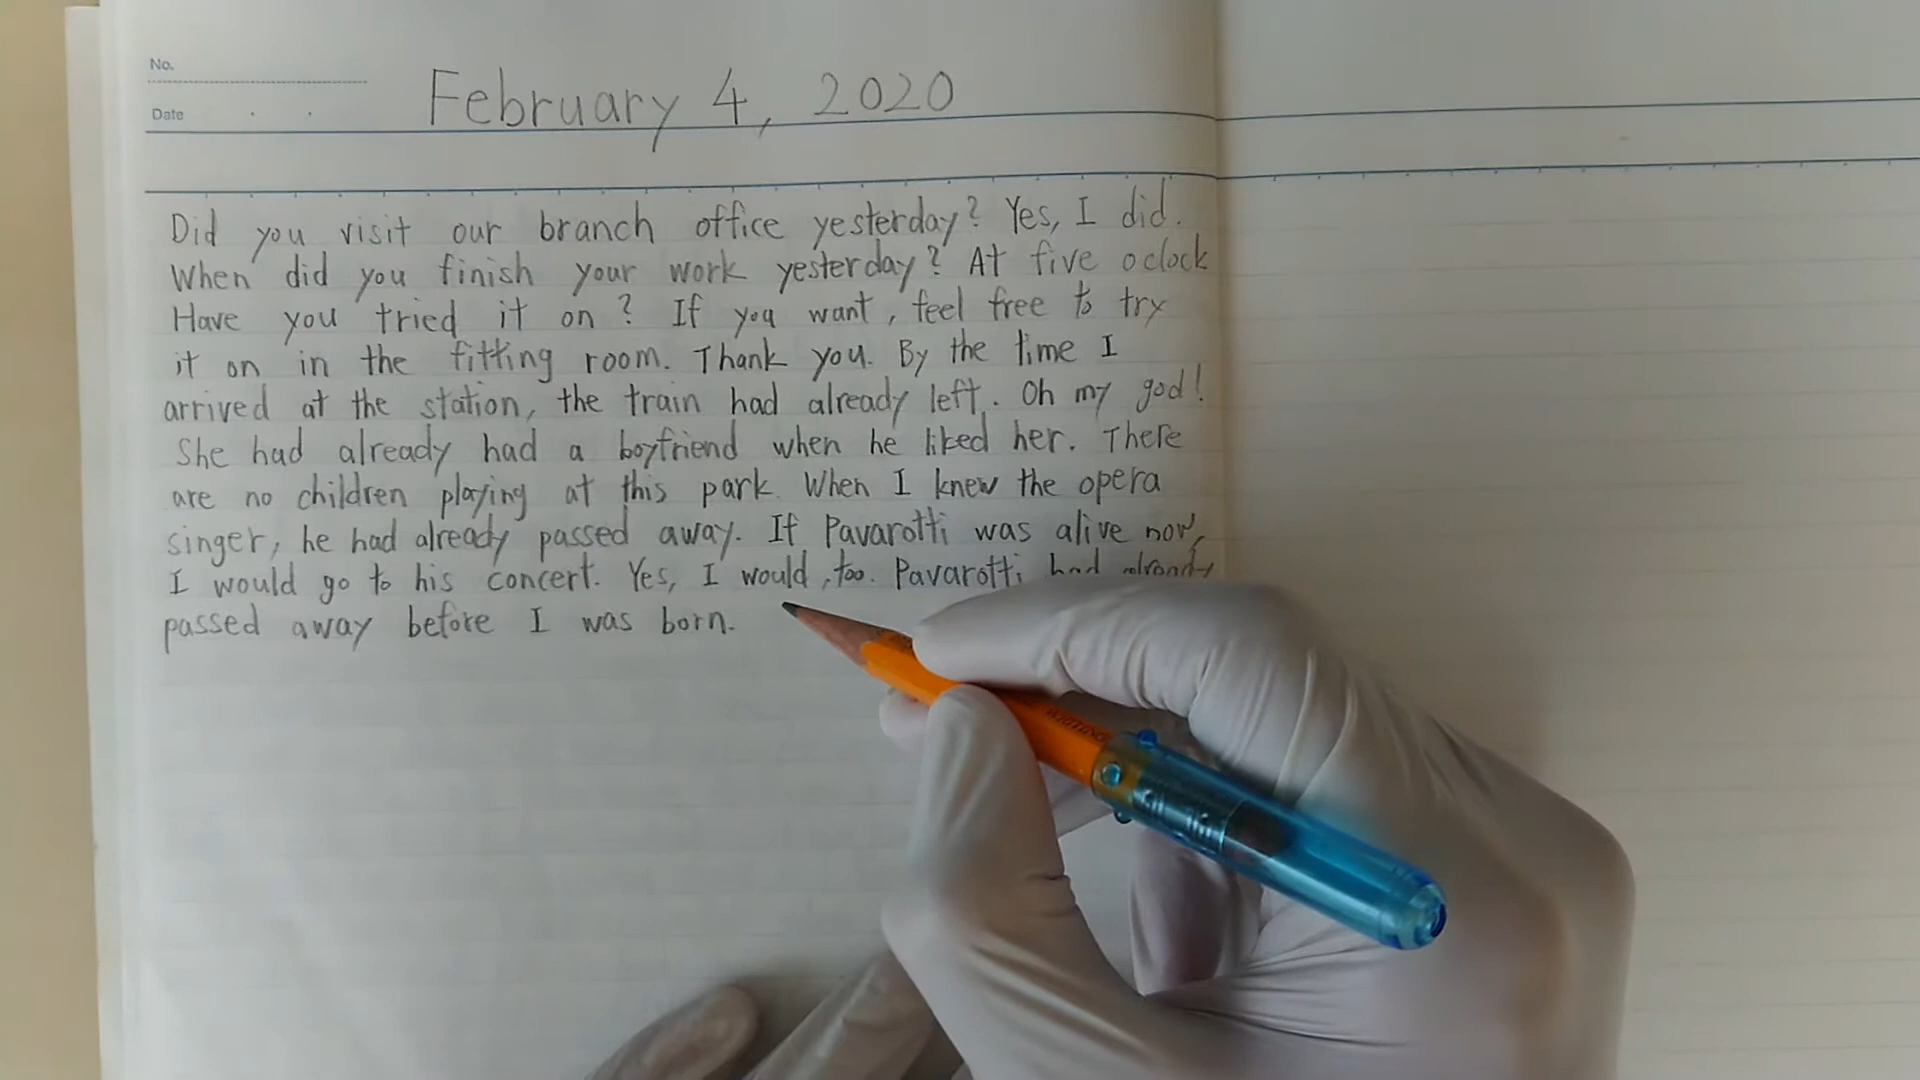 No.
Date
February 4, 2020
Did you visit our branch office yesterday? Yes, I did.
When did you finish your work yesterday? At five oclock
Have you tried it on? If you want, feel free to try
it on in the fitting room. Thank you. By the time I
arrived at the station, the train had already left. Oh my god!
She had already had a boyfriend when he liked her. There
are no children playing at this park. When I knew the opera
singer, he had already passed away. If Pavarotti was alive now,
I would go to his concert. Yes, I would, too. Pavarotti had already
passed away before I was born.
WRITING